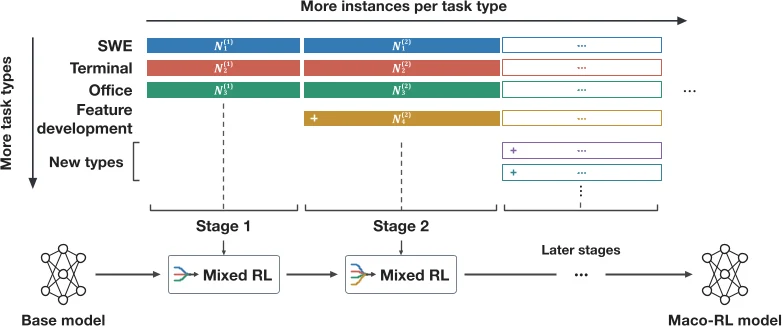 More instances per task type
More task types
SWE
N₁⁽¹⁾
N₁⁽²⁾
...
Terminal
N₂⁽¹⁾
N₂⁽²⁾
...
Office
N₃⁽¹⁾
N₃⁽²⁾
...
...
Feature
development
+
N₄⁽²⁾
...
New types
+
...
+
...
Stage 1
Stage 2
Later stages
Mixed RL
Mixed RL
...
Base model
Maco-RL model